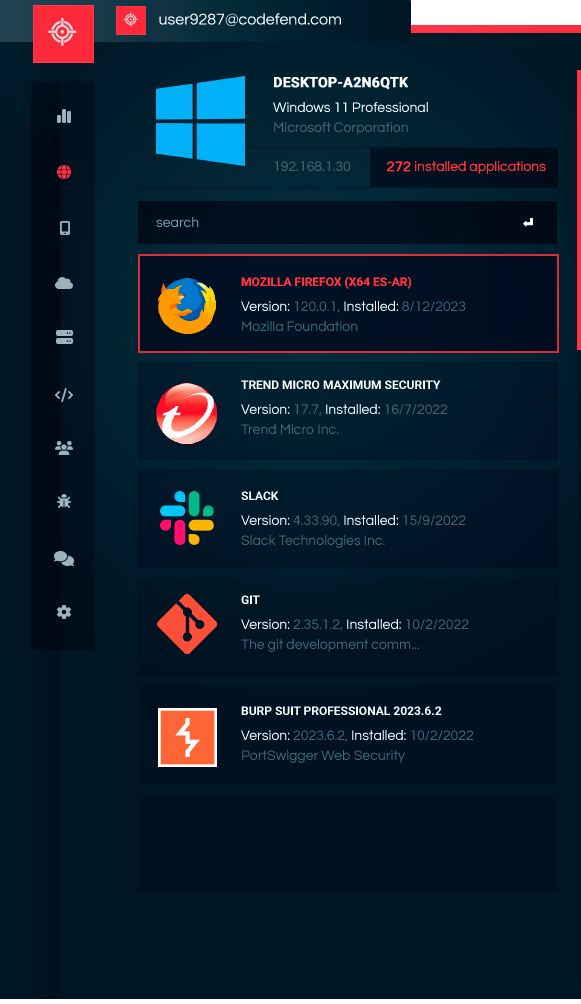 user9287@codefend.com
DESKTOP-A2N6QTK
Windows 11 Professional
Microsoft Corporation
192.168.1.30
272 installed applications
search
MOZILLA FIREFOX (X64 ES-AR)
Version: 120.0.1, Installed: 8/12/2023
Mozilla Foundation
TREND MICRO MAXIMUM SECURITY
Version: 17.7, Installed: 16/7/2022
Trend Micro Inc.
SLACK
Version: 4.33.90, Installed: 15/9/2022
Slack Technologies Inc.
GIT
Version: 2.35.1.2, Installed: 10/2/2022
The git development comm...
BURP SUIT PROFESSIONAL 2023.6.2
Version: 2023.6.2, Installed: 10/2/2022
PortSwigger Web Security